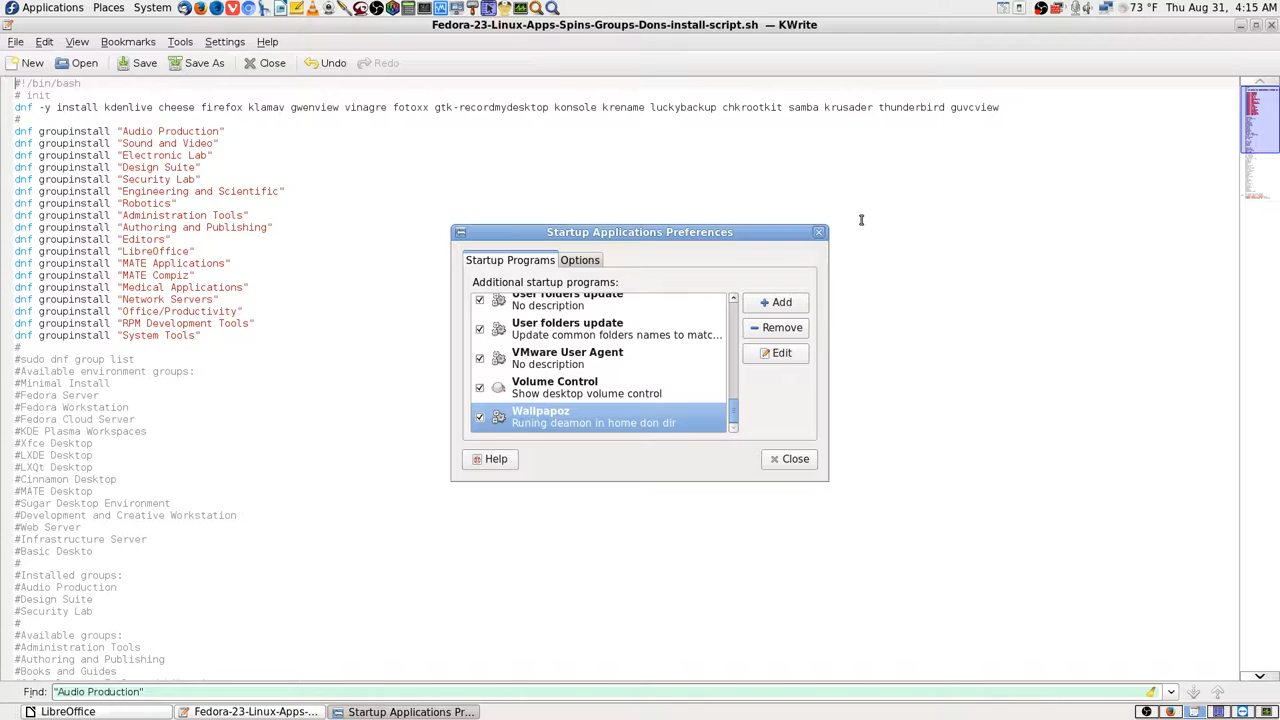 Applications Places System 73 °F Thu Aug 31, 4:15 AM
Fedora-23-Linux-Apps-Spins-Groups-Dons-install-script.sh — KWrite
File Edit View Bookmarks Tools Settings Help
New Open Save Save As Close Undo Redo
#!/bin/bash
# init
dnf -y install kdenlive cheese firefox klamav gwenview vinagre fotoxx gtk-recordmydesktop konsole krename luckybackup chkrootkit samba krusader thunderbird guvcview
#
dnf groupinstall "Audio Production"
dnf groupinstall "Sound and Video"
dnf groupinstall "Electronic Lab"
dnf groupinstall "Design Suite"
dnf groupinstall "Security Lab"
dnf groupinstall "Engineering and Scientific"
dnf groupinstall "Robotics"
dnf groupinstall "Administration Tools"
dnf groupinstall "Authoring and Publishing"
dnf groupinstall "Editors"
dnf groupinstall "LibreOffice"
dnf groupinstall "MATE Applications"
dnf groupinstall "MATE Compiz"
dnf groupinstall "Medical Applications"
dnf groupinstall "Network Servers"
dnf groupinstall "Office/Productivity"
dnf groupinstall "RPM Development Tools"
dnf groupinstall "System Tools"
#
#sudo dnf group list
#Available environment groups:
#Minimal Install
#Fedora Server
#Fedora Workstation
#Fedora Cloud Server
#KDE Plasma Workspaces
#Xfce Desktop
#LXDE Desktop
#LXQt Desktop
#Cinnamon Desktop
#MATE Desktop
#Sugar Desktop Environment
#Development and Creative Workstation
#Web Server
#Infrastructure Server
#Basic Deskto
#
#Installed groups:
#Audio Production
#Design Suite
#Security Lab
#
#Available groups:
#Administration Tools
#Authoring and Publishing
#Books and Guides
Startup Applications Preferences
Startup Programs Options
Additional startup programs:
User folders update
No description
User folders update
Update common folders names to matc...
VMware User Agent
No description
Volume Control
Show desktop volume control
Wallpapoz
Runing deamon in home don dir
Add
Remove
Edit
Help Close
Find: "Audio Production"
LibreOffice Fedora-23-Linux-Apps-... Startup Applications Pr...